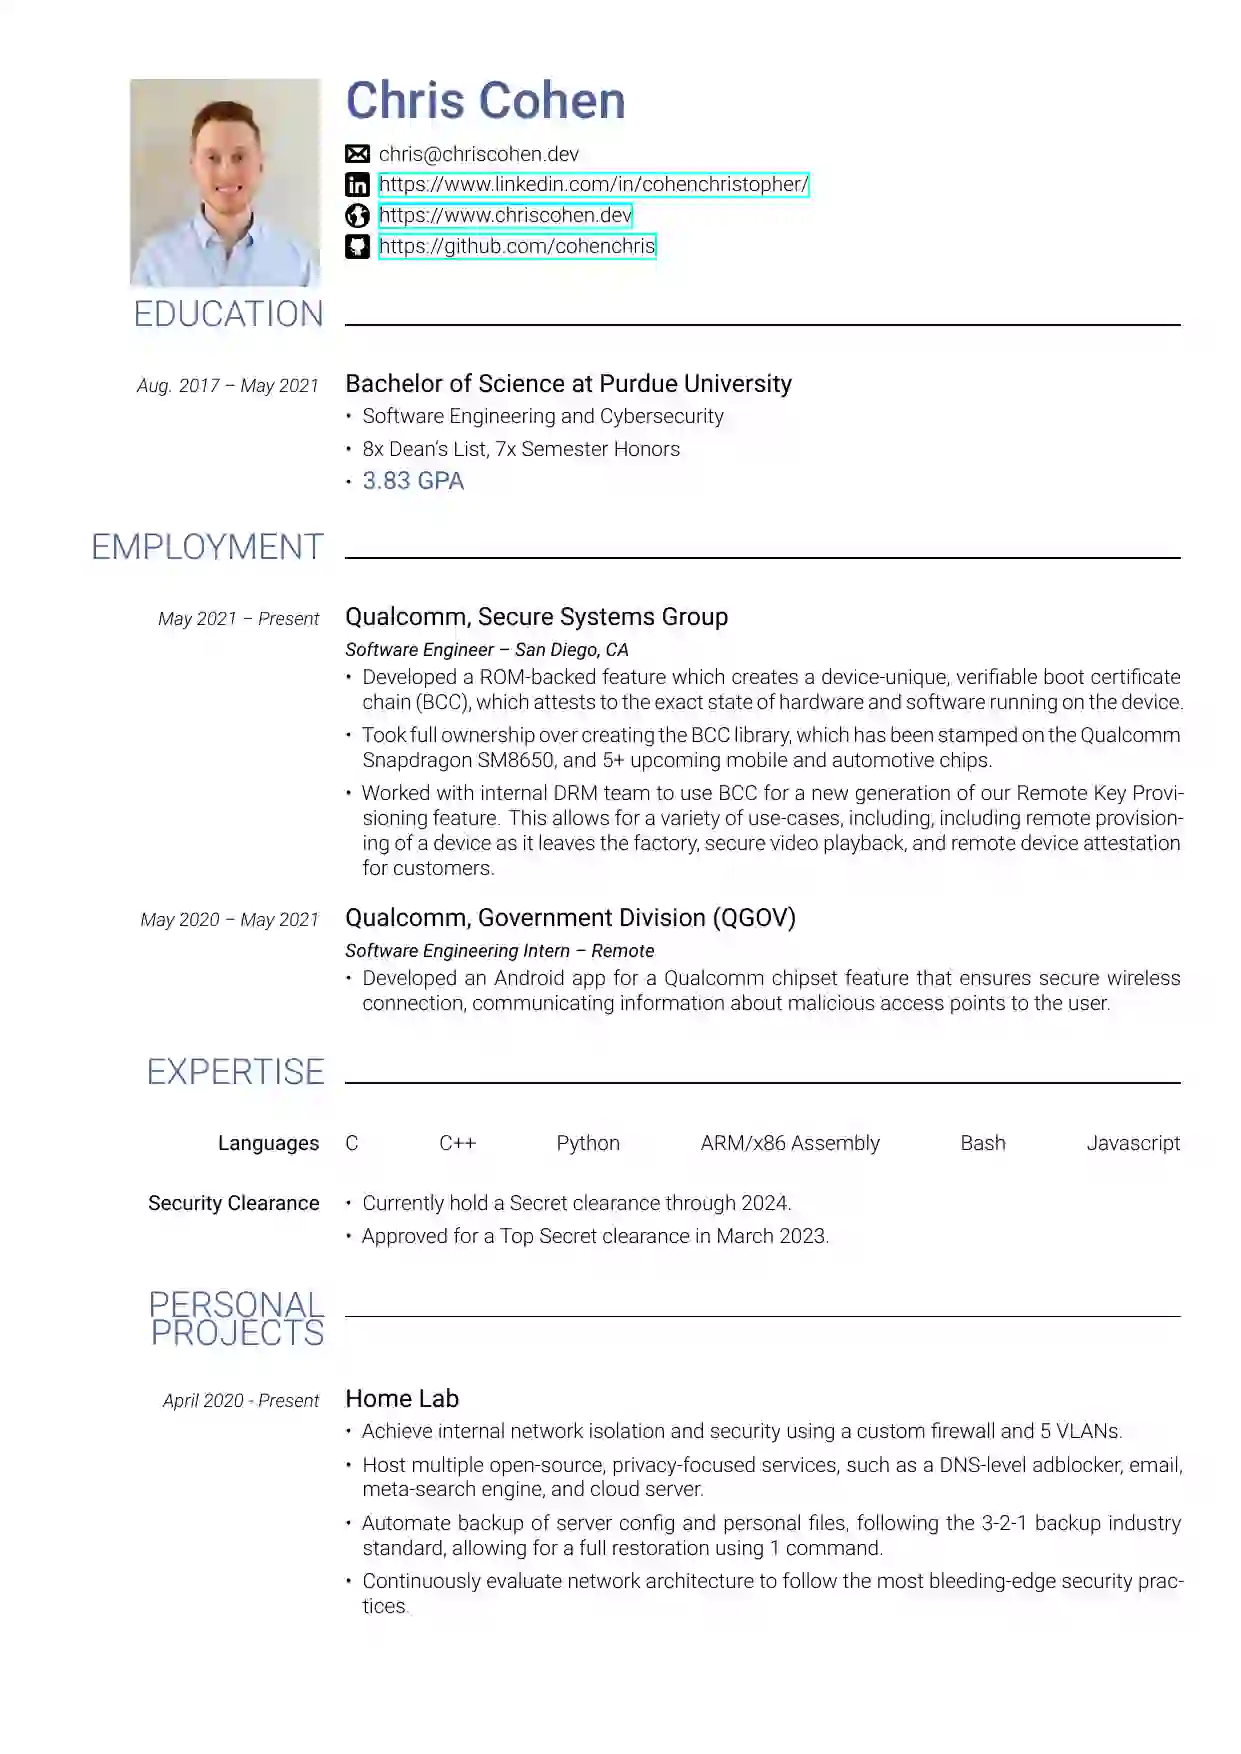 Chris Cohen
chris@chriscohen.dev
https://www.linkedin.com/in/cohenchristopher/
https://www.chriscohen.dev
https://github.com/cohenchris
EDUCATION
Aug. 2017 – May 2021 Bachelor of Science at Purdue University
• Software Engineering and Cybersecurity
• 8x Dean's List, 7x Semester Honors
• 3.83 GPA
EMPLOYMENT
May 2021 – Present Qualcomm, Secure Systems Group
Software Engineer – San Diego, CA
• Developed a ROM-backed feature which creates a device-unique, verifiable boot certificate
chain (BCC), which attests to the exact state of hardware and software running on the device.
• Took full ownership over creating the BCC library, which has been stamped on the Qualcomm
Snapdragon SM8650, and 5+ upcoming mobile and automotive chips.
• Worked with internal DRM team to use BCC for a new generation of our Remote Key Provi-
sioning feature. This allows for a variety of use-cases, including, including remote provision-
ing of a device as it leaves the factory, secure video playback, and remote device attestation
for customers.
May 2020 – May 2021 Qualcomm, Government Division (QGOV)
Software Engineering Intern – Remote
• Developed an Android app for a Qualcomm chipset feature that ensures secure wireless
connection, communicating information about malicious access points to the user.
EXPERTISE
Languages C C++ Python ARM/x86 Assembly Bash Javascript
Security Clearance • Currently hold a Secret clearance through 2024.
• Approved for a Top Secret clearance in March 2023.
PERSONAL
PROJECTS
April 2020 - Present Home Lab
• Achieve internal network isolation and security using a custom firewall and 5 VLANs.
• Host multiple open-source, privacy-focused services, such as a DNS-level adblocker, email,
meta-search engine, and cloud server.
• Automate backup of server config and personal files, following the 3-2-1 backup industry
standard, allowing for a full restoration using 1 command.
• Continuously evaluate network architecture to follow the most bleeding-edge security prac-
tices.